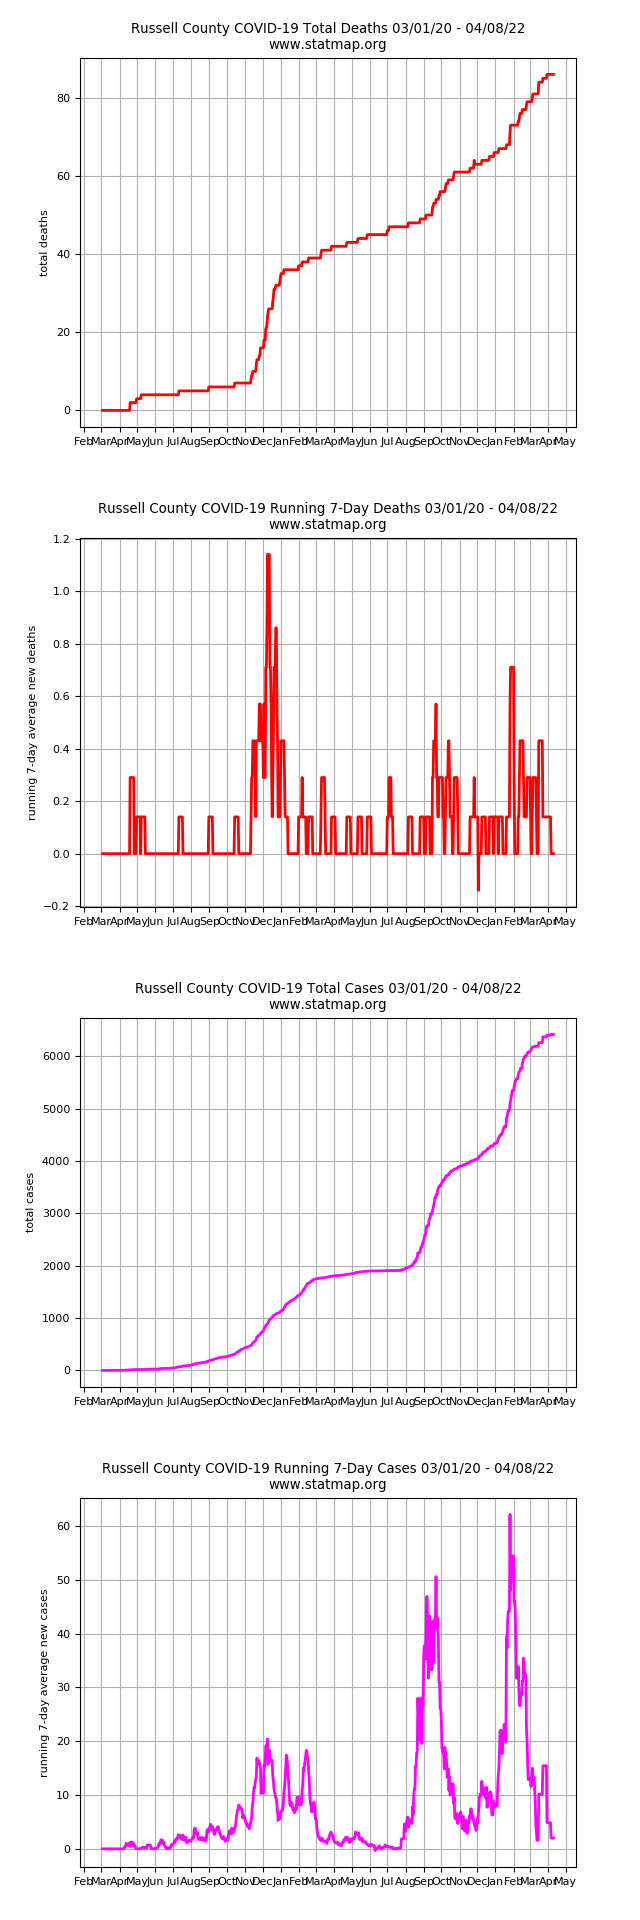 Russell County COVID-19 Total Deaths 03/01/20 - 04/08/22
www.statmap.org
80
60
40
20
0
total deaths
Feb Mar Apr May Jun Jul Aug Sep Oct Nov Dec Jan Feb Mar Apr May Jun Jul Aug Sep Oct Nov Dec Jan Feb Mar Apr May
Russell County COVID-19 Running 7-Day Deaths 03/01/20 - 04/08/22
www.statmap.org
1.2
1.0
0.8
0.6
0.4
0.2
0.0
−0.2
running 7-day average new deaths
Feb Mar Apr May Jun Jul Aug Sep Oct Nov Dec Jan Feb Mar Apr May Jun Jul Aug Sep Oct Nov Dec Jan Feb Mar Apr May
Russell County COVID-19 Total Cases 03/01/20 - 04/08/22
www.statmap.org
6000
5000
4000
3000
2000
1000
0
total cases
Feb Mar Apr May Jun Jul Aug Sep Oct Nov Dec Jan Feb Mar Apr May Jun Jul Aug Sep Oct Nov Dec Jan Feb Mar Apr May
Russell County COVID-19 Running 7-Day Cases 03/01/20 - 04/08/22
www.statmap.org
60
50
40
30
20
10
0
running 7-day average new cases
Feb Mar Apr May Jun Jul Aug Sep Oct Nov Dec Jan Feb Mar Apr May Jun Jul Aug Sep Oct Nov Dec Jan Feb Mar Apr May